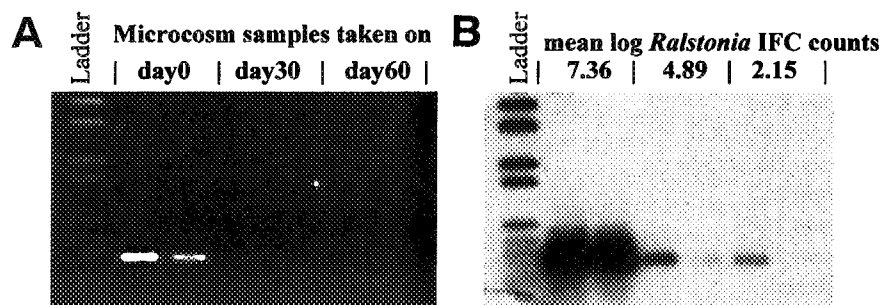 A
Ladder
Microcosm samples taken on
| day0 | day30 | day60 |
B
Ladder
mean log Ralstonia IFC counts
| 7.36 | 4.89 | 2.15 |